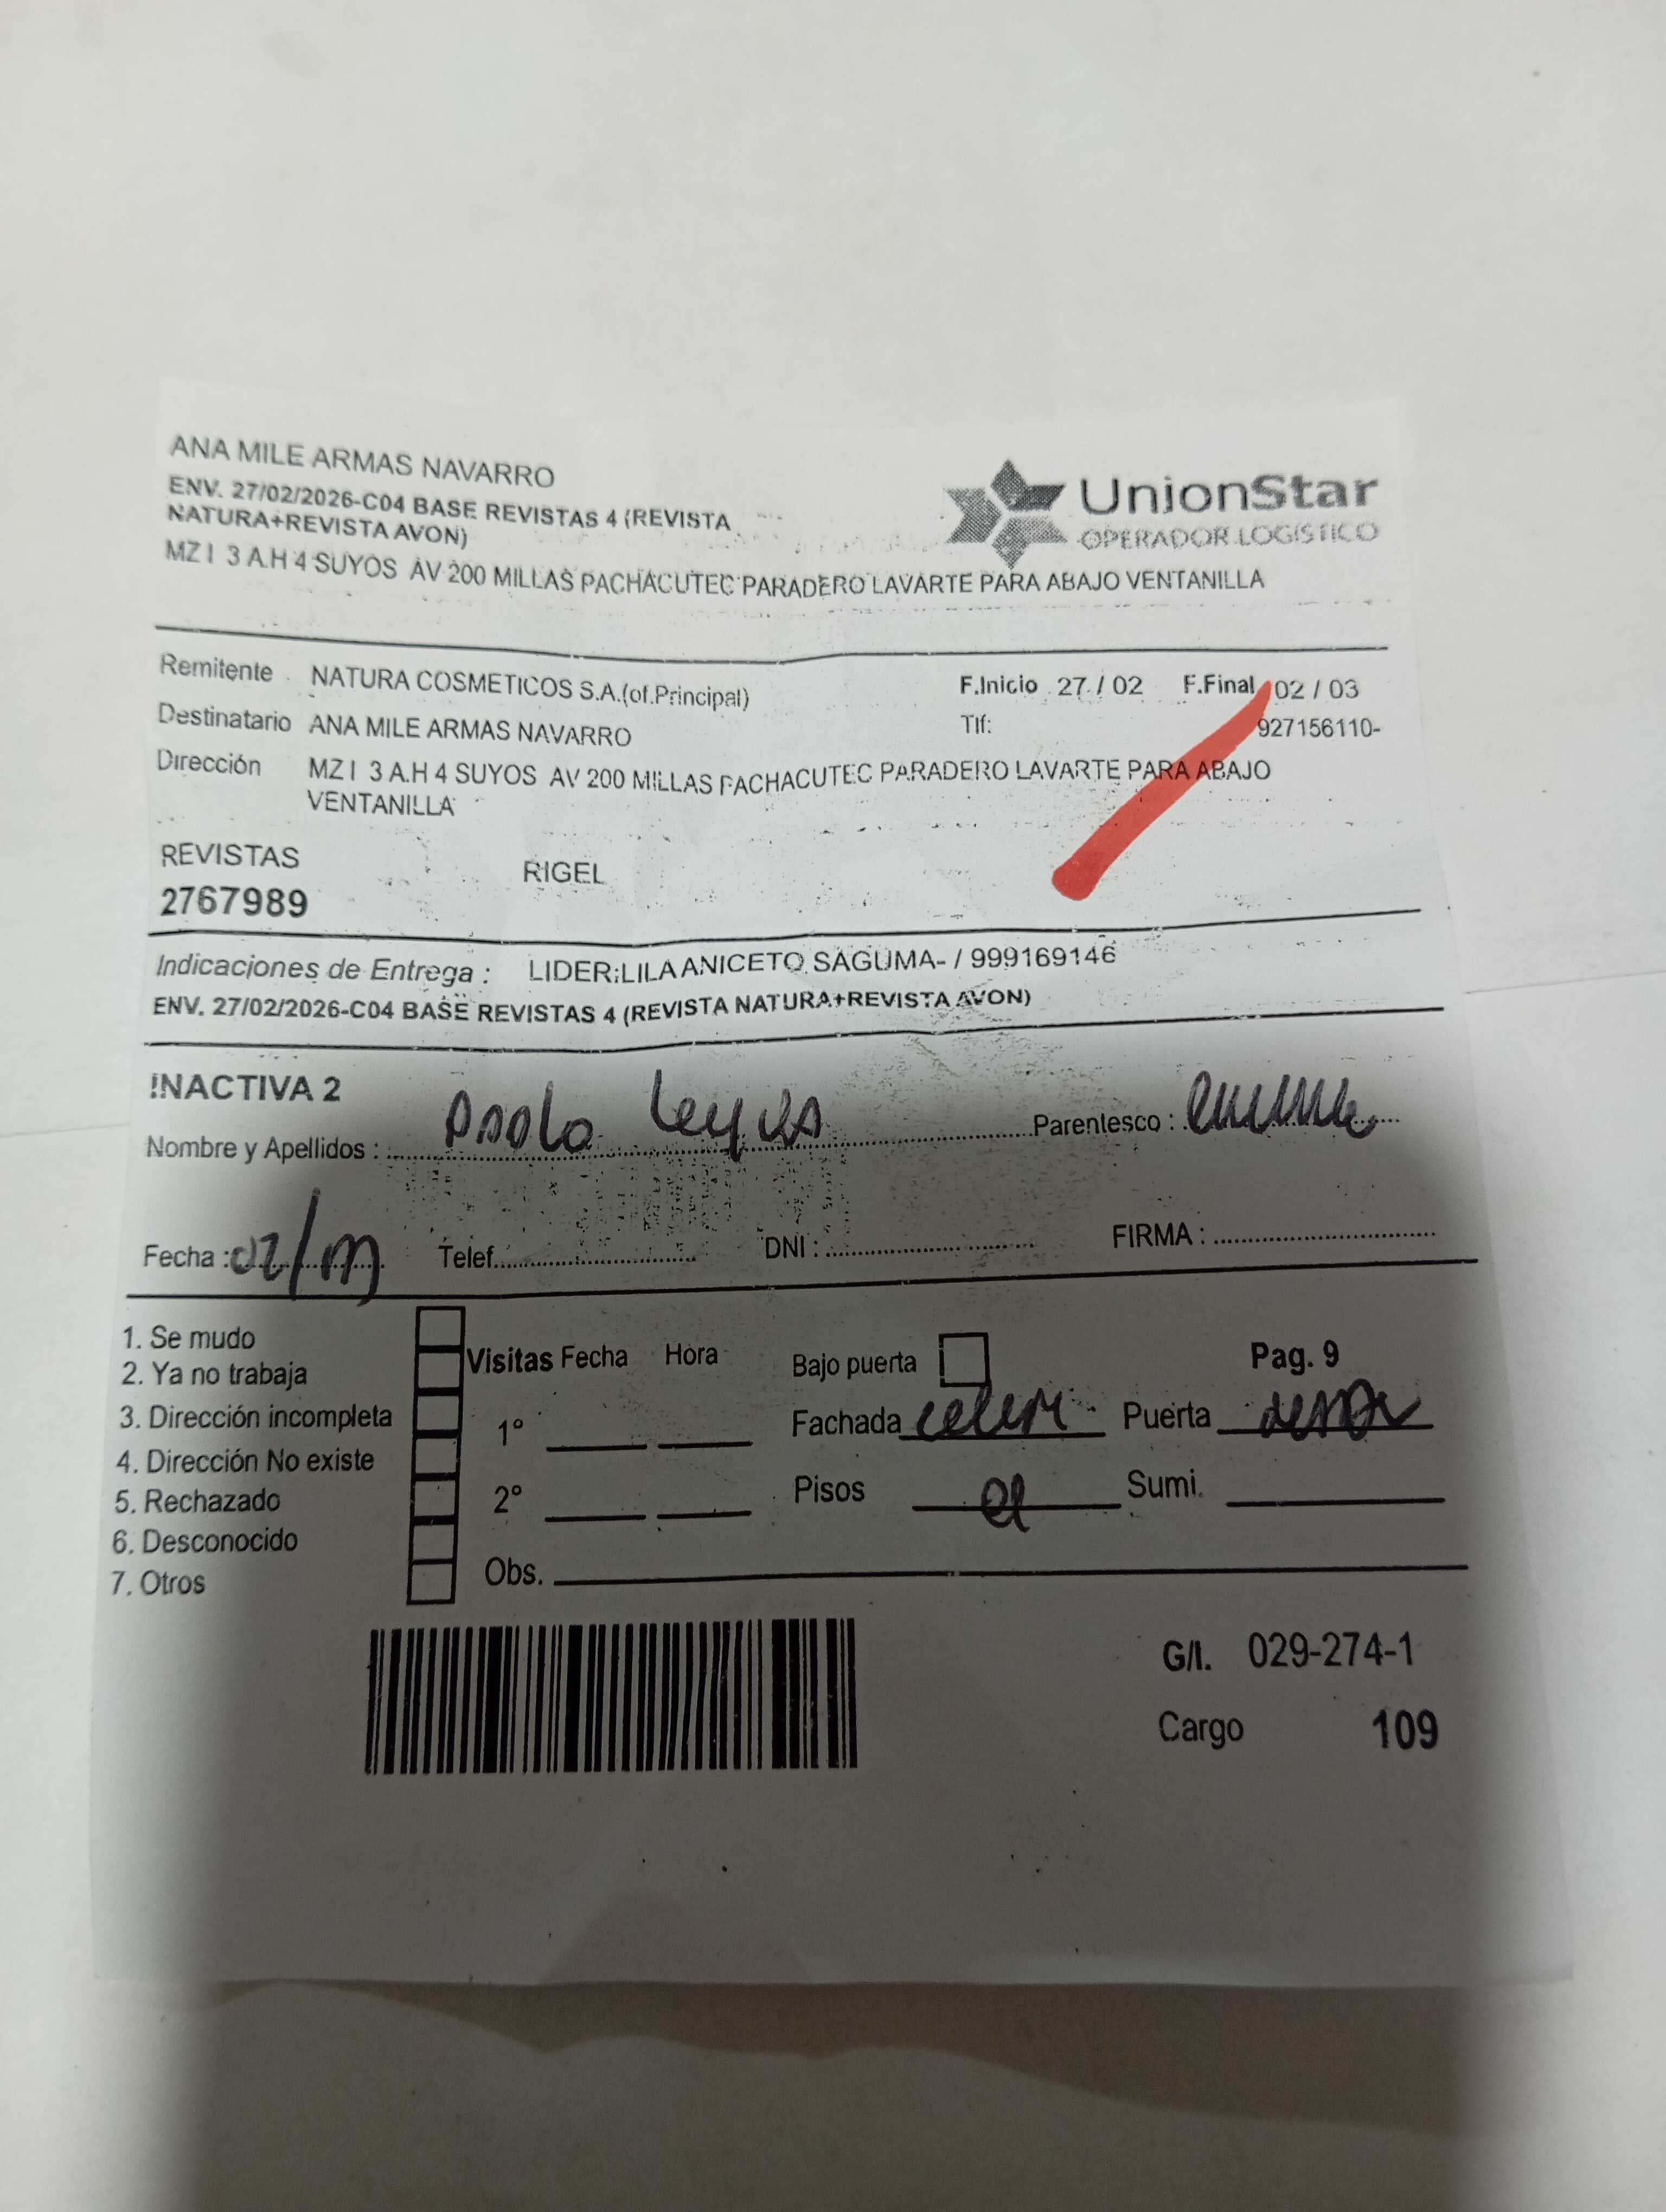 ANA MILE ARMAS NAVARRO
ENV. 27/02/2026-C04 BASE REVISTAS 4 (REVISTA
NATURA+REVISTA AVON)
MZ I 3 A.H 4 SUYOS AV 200 MILLAS PACHACUTEC PARADERO LAVARTE PARA ABAJO VENTANILLA
UnionStar
OPERADOR LOGISTICO
Remitente NATURA COSMETICOS S.A.(of.Principal) F.Inicio 27 / 02 F.Final 02 / 03
Destinatario ANA MILE ARMAS NAVARRO Tlf: 927156110-
Dirección MZ I 3 A.H 4 SUYOS AV 200 MILLAS PACHACUTEC PARADERO LAVARTE PARA ABAJO
VENTANILLA
REVISTAS RIGEL
2767989
Indicaciones de Entrega : LIDER:LILA ANICETO SAGUMA- / 999169146
ENV. 27/02/2026-C04 BASE REVISTAS 4 (REVISTA NATURA+REVISTA AVON)
INACTIVA 2
Nombre y Apellidos : Paola Parentesco :
Fecha : 02/ Telef. DNI : FIRMA :
1. Se mudo
2. Ya no trabaja
3. Dirección incompleta
4. Dirección No existe
5. Rechazado
6. Desconocido
7. Otros
Visitas Fecha Hora
1°
2°
Obs.
Bajo puerta Pag. 9
Fachada Puerta
Pisos Sumi.
G/I. 029-274-1
Cargo 109